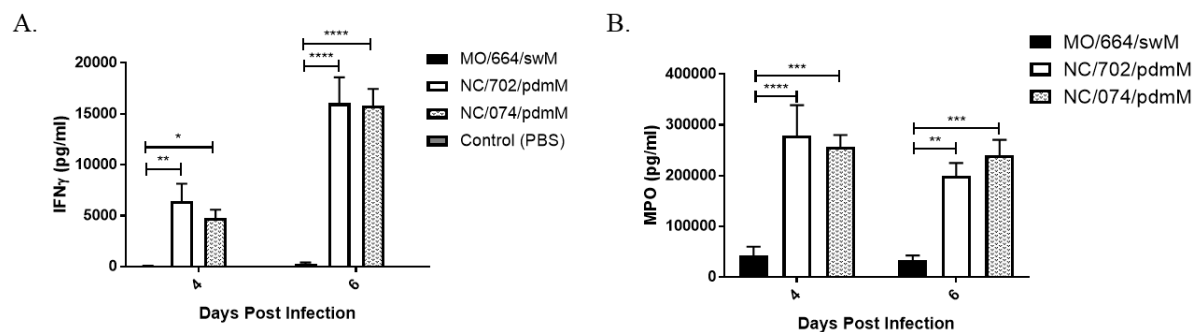 A.
20000
15000
10000
5000
0
IFNγ (pg/ml)
*
**
****
****
4
6
Days Post Infection
MO/664/swM
NC/702/pdmM
NC/074/pdmM
Control (PBS)
B.
400000
300000
200000
100000
0
MPO (pg/ml)
***
****
***
**
4
6
Days Post Infection
MO/664/swM
NC/702/pdmM
NC/074/pdmM